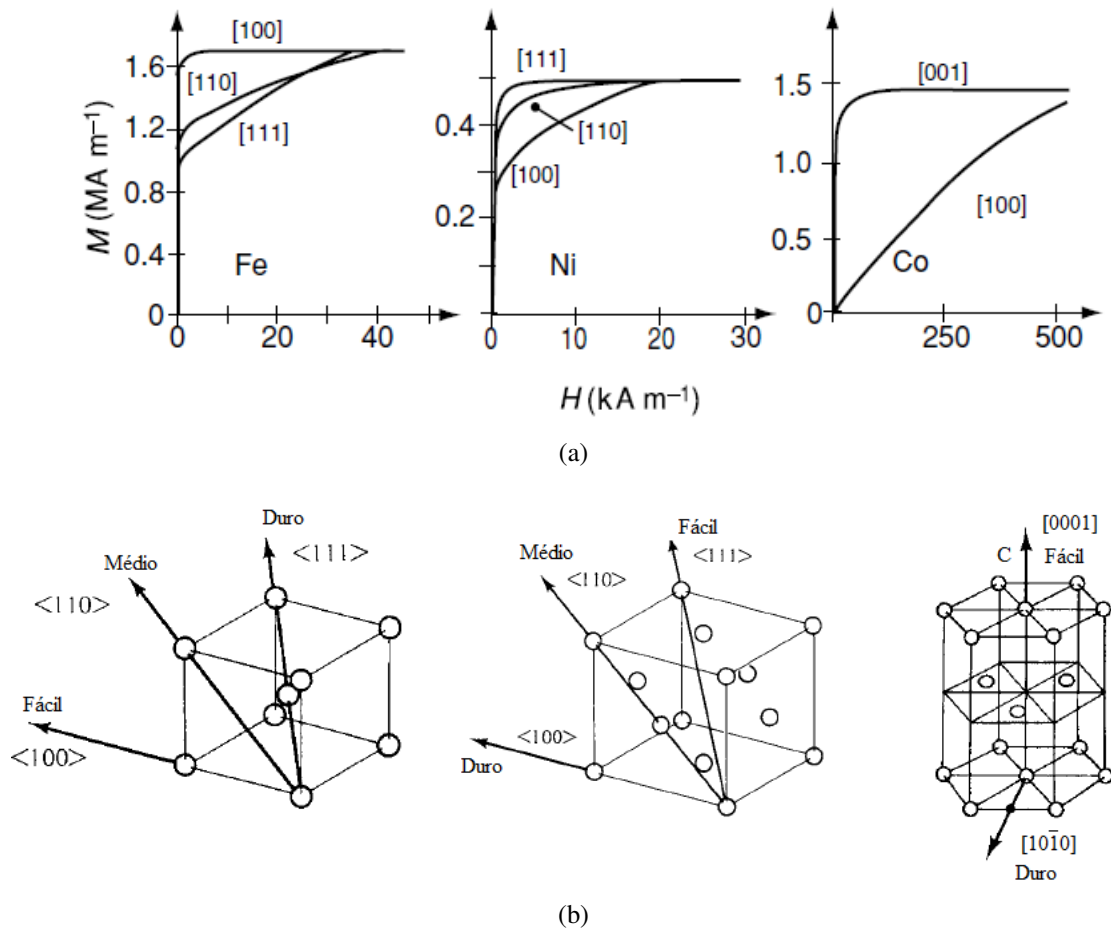 M (MA m⁻¹)
1.6
1.2
0.8
0.4
0
[100]
[110]
[111]
Fe
0 20 40
0.4
0.2
[111]
[110]
[100]
Ni
0 10 20 30
1.5
1.0
0.5
0
[001]
[100]
Co
250 500
H (kA m⁻¹)
(a)
Duro
<111>
Médio
<110>
Fácil
<100>
Fácil
<111>
Médio
<110>
<100>
Duro
[0001]
C Fácil
[101̄0]
Duro
(b)